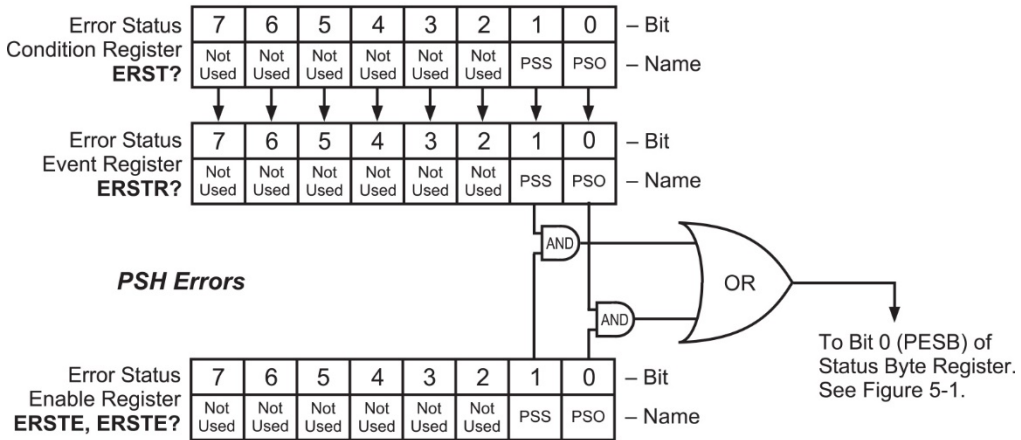 Error Status
Condition Register
ERST?
7 6 5 4 3 2 1 0 – Bit
Not Used Not Used Not Used Not Used Not Used Not Used PSS PSO – Name
Error Status
Event Register
ERSTR?
7 6 5 4 3 2 1 0 – Bit
Not Used Not Used Not Used Not Used Not Used Not Used PSS PSO – Name
AND
PSH Errors
OR
AND
To Bit 0 (PESB) of
Status Byte Register.
See Figure 5-1.
Error Status
Enable Register
ERSTE, ERSTE?
7 6 5 4 3 2 1 0 – Bit
Not Used Not Used Not Used Not Used Not Used Not Used PSS PSO – Name